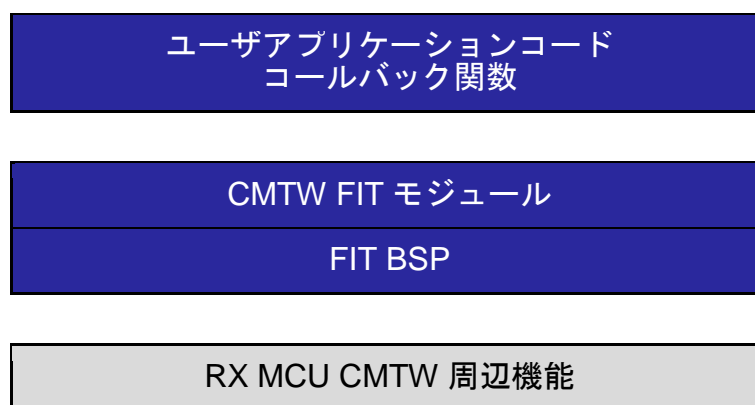 ユーザアプリケーションコード
コールバック関数
CMTW FIT モジュール
FIT BSP
RX MCU CMTW 周辺機能